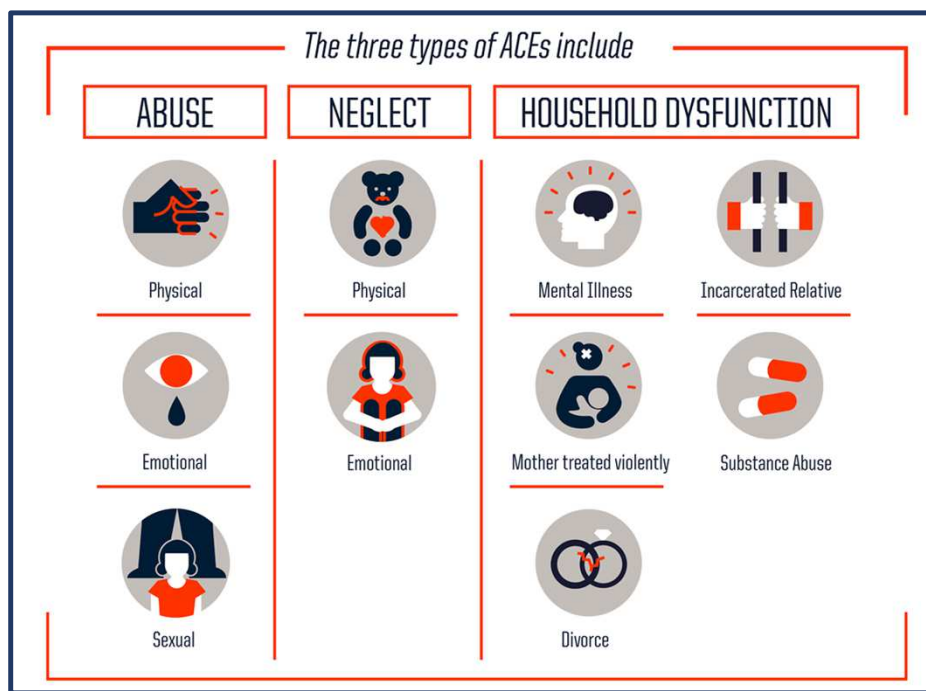 The three types of ACEs include
ABUSE
Physical
Emotional
Sexual
NEGLECT
Physical
Emotional
HOUSEHOLD DYSFUNCTION
Mental Illness
Incarcerated Relative
Mother treated violently
Substance Abuse
Divorce